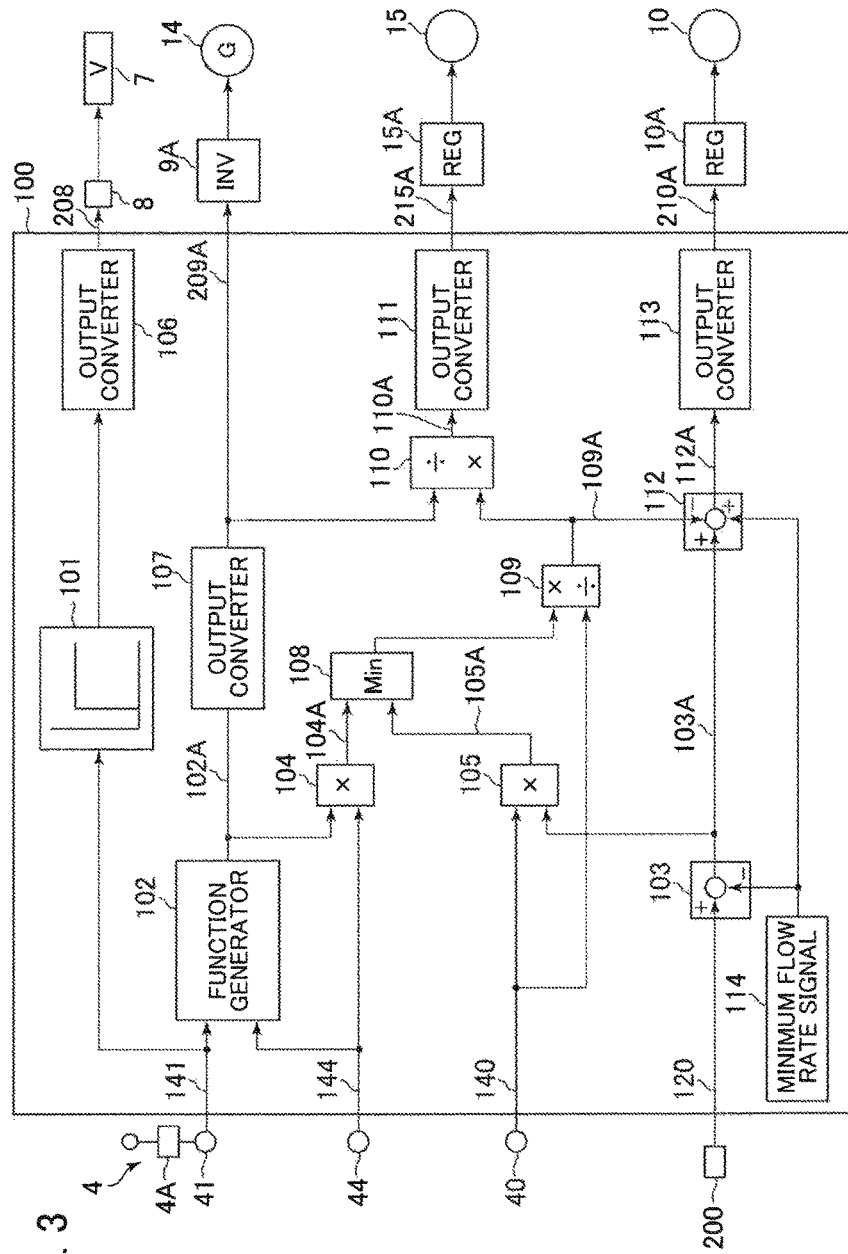 . 3
4
4A
41
141
101
OUTPUT
CONVERTER
106
100
208
8
V
7
FUNCTION
GENERATOR
102
102A
OUTPUT
CONVERTER
107
209A
INV
9A
G
14
44
144
×
104
104A
Min
108
105A
÷
×
110
110A
OUTPUT
CONVERTER
111
215A
REG
15A
15
40
140
×
105
×
÷
109
109A
200
120
+
−
103
103A
+
−
+
112
112A
OUTPUT
CONVERTER
113
210A
REG
10A
10
MINIMUM FLOW
RATE SIGNAL
114